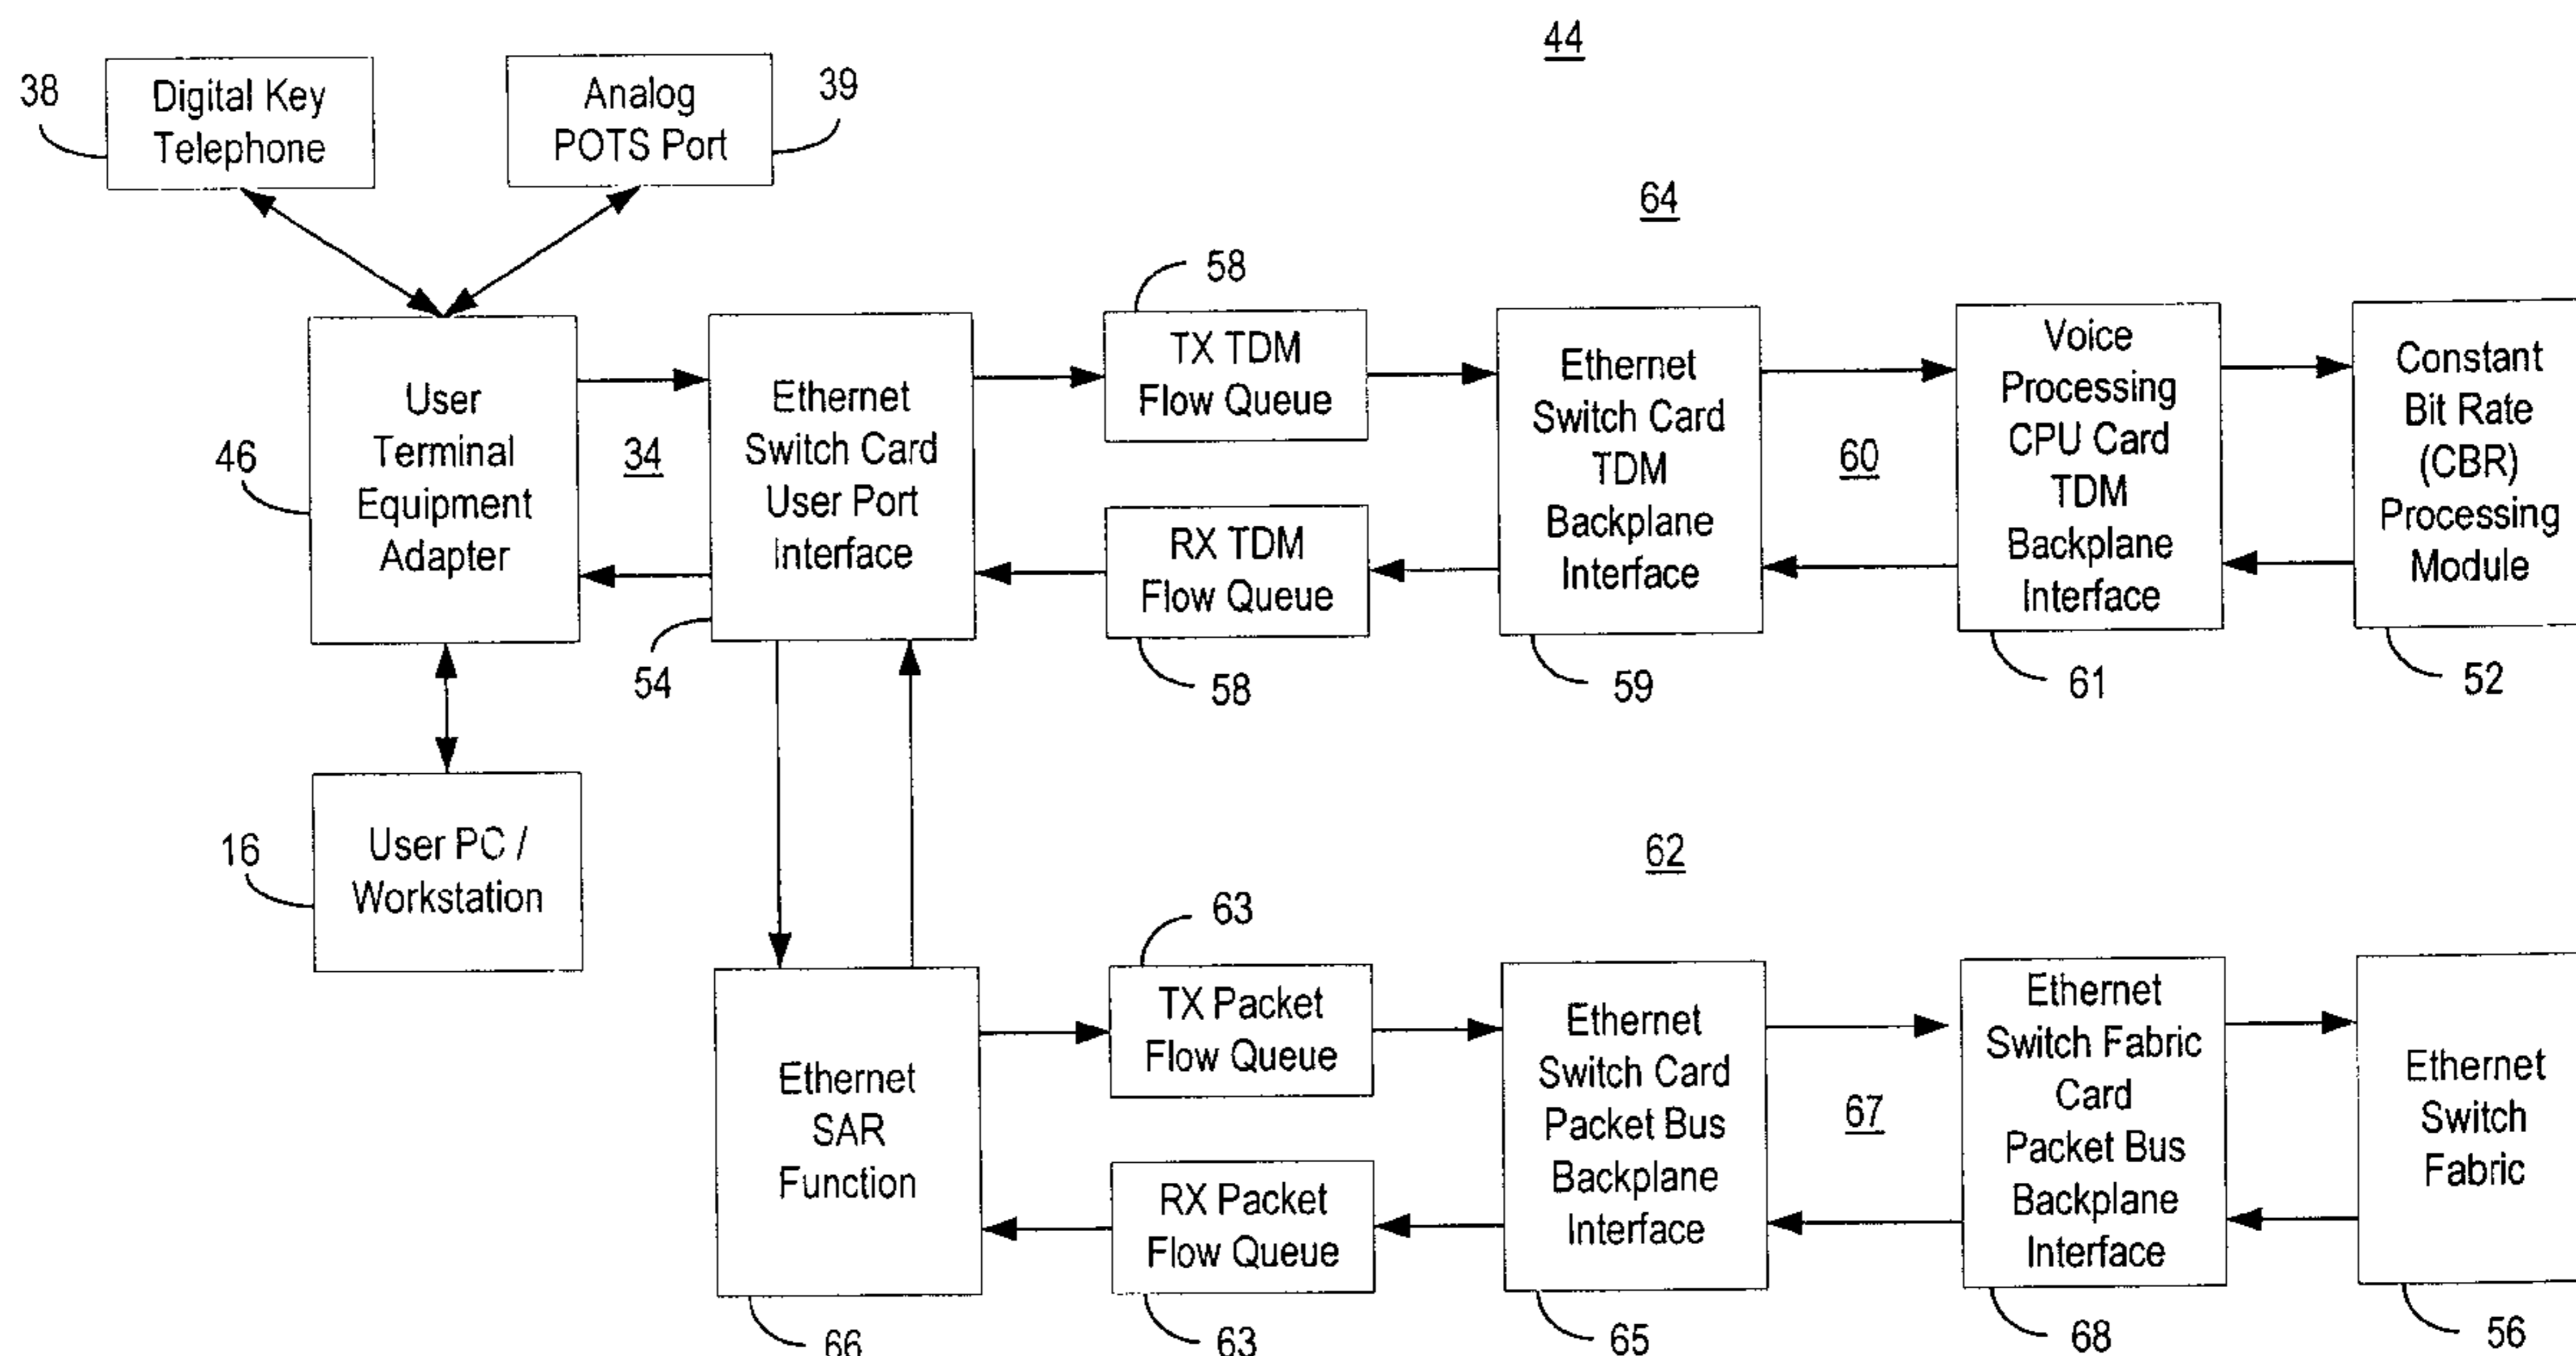 44
38
Digital Key
Telephone
Analog
POTS Port
39
64
58
46
User
Terminal
Equipment
Adapter
34
Ethernet
Switch Card
User Port
Interface
54
TX TDM
Flow Queue
RX TDM
Flow Queue
58
Ethernet
Switch Card
TDM
Backplane
Interface
59
60
Voice
Processing
CPU Card
TDM
Backplane
Interface
61
Constant
Bit Rate
(CBR)
Processing
Module
52
16
User PC /
Workstation
62
63
Ethernet
SAR
Function
66
TX Packet
Flow Queue
RX Packet
Flow Queue
63
Ethernet
Switch Card
Packet Bus
Backplane
Interface
65
67
Ethernet
Switch Fabric
Card
Packet Bus
Backplane
Interface
68
Ethernet
Switch
Fabric
56